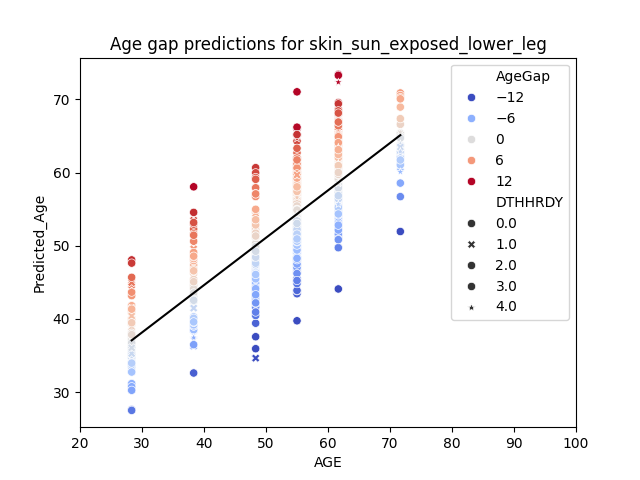 Age gap predictions for skin_sun_exposed_lower_leg
Predicted_Age
70
60
50
40
30
20 30 40 50 60 70 80 90 100
AGE
AgeGap
−12
−6
0
6
12
DTHHRDY
0.0
1.0
2.0
3.0
4.0